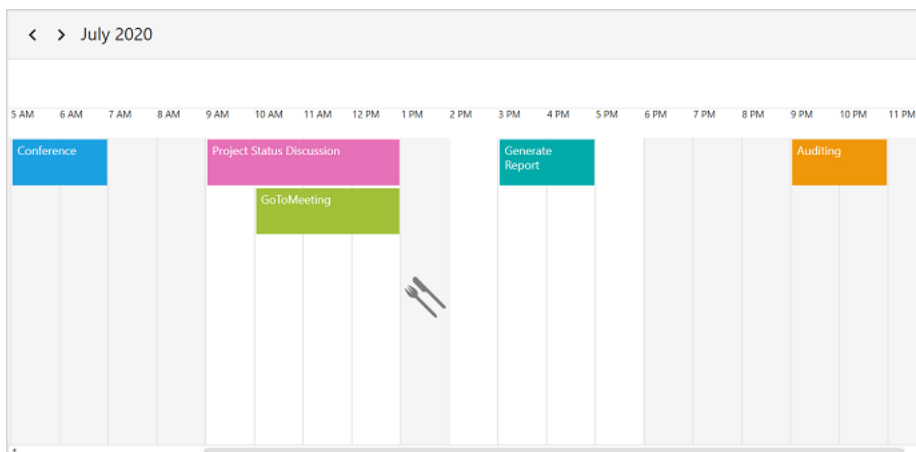 July 2020
5 AM 6 AM 7 AM 8 AM 9 AM 10 AM 11 AM 12 PM 1 PM 2 PM 3 PM 4 PM 5 PM 6 PM 7 PM 8 PM 9 PM 10 PM 11 PM
Conference Project Status Discussion Generate Auditing
Report
GoToMeeting